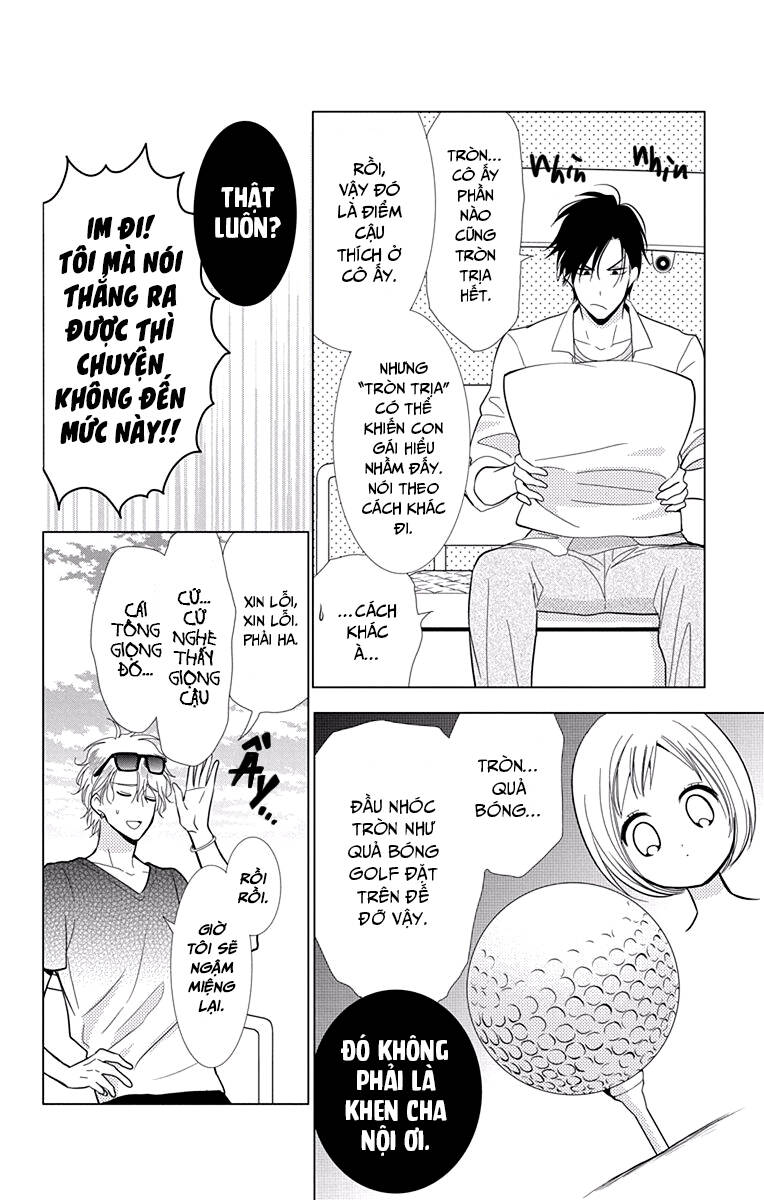 NHÌN
NHÌN
TRÒN...
CÔ ẤY
PHẦN
NÀO
CŨNG
TRÒN
TRỊA
HẾT.
RỒI,
VẬY ĐÓ
LÀ ĐIỂM
CẬU
THÍCH Ở
CÔ ẤY.
NHƯNG
“TRÒN TRỊA”
CÓ THỂ
KHIẾN CON
GÁI HIỂU
NHẦM ĐẤY.
NÓI THEO
CÁCH KHÁC
ĐI.
...CÁCH
KHÁC
À...
TRÒN...
QUẢ
BÓNG...
ĐẦU NHÓC
TRÒN NHƯ
QUẢ BÓNG
GOLF ĐẶT
TRÊN ĐẾ
ĐỠ VẬY.
ĐÓ KHÔNG
PHẢI LÀ
KHEN CHA
NỘI ƠI.
THẬT
LUÔN?
IM ĐI!
TÔI MÀ NÓI
THẲNG RA
ĐƯỢC THÌ
CHUYỆN
KHÔNG ĐẾN
MỨC NÀY!!
XIN LỖI,
XIN LỖI.
PHẢI HA.
CỨ...
CỨ
NGHE
THẤY
GIỌNG
CẬU
CÁI
TÔNG
GIỌNG
ĐÓ...
ẤY...
RỒI
RỒI.
GIỜ
TÔI SẼ
NGẬM
MIỆNG
LẠI.